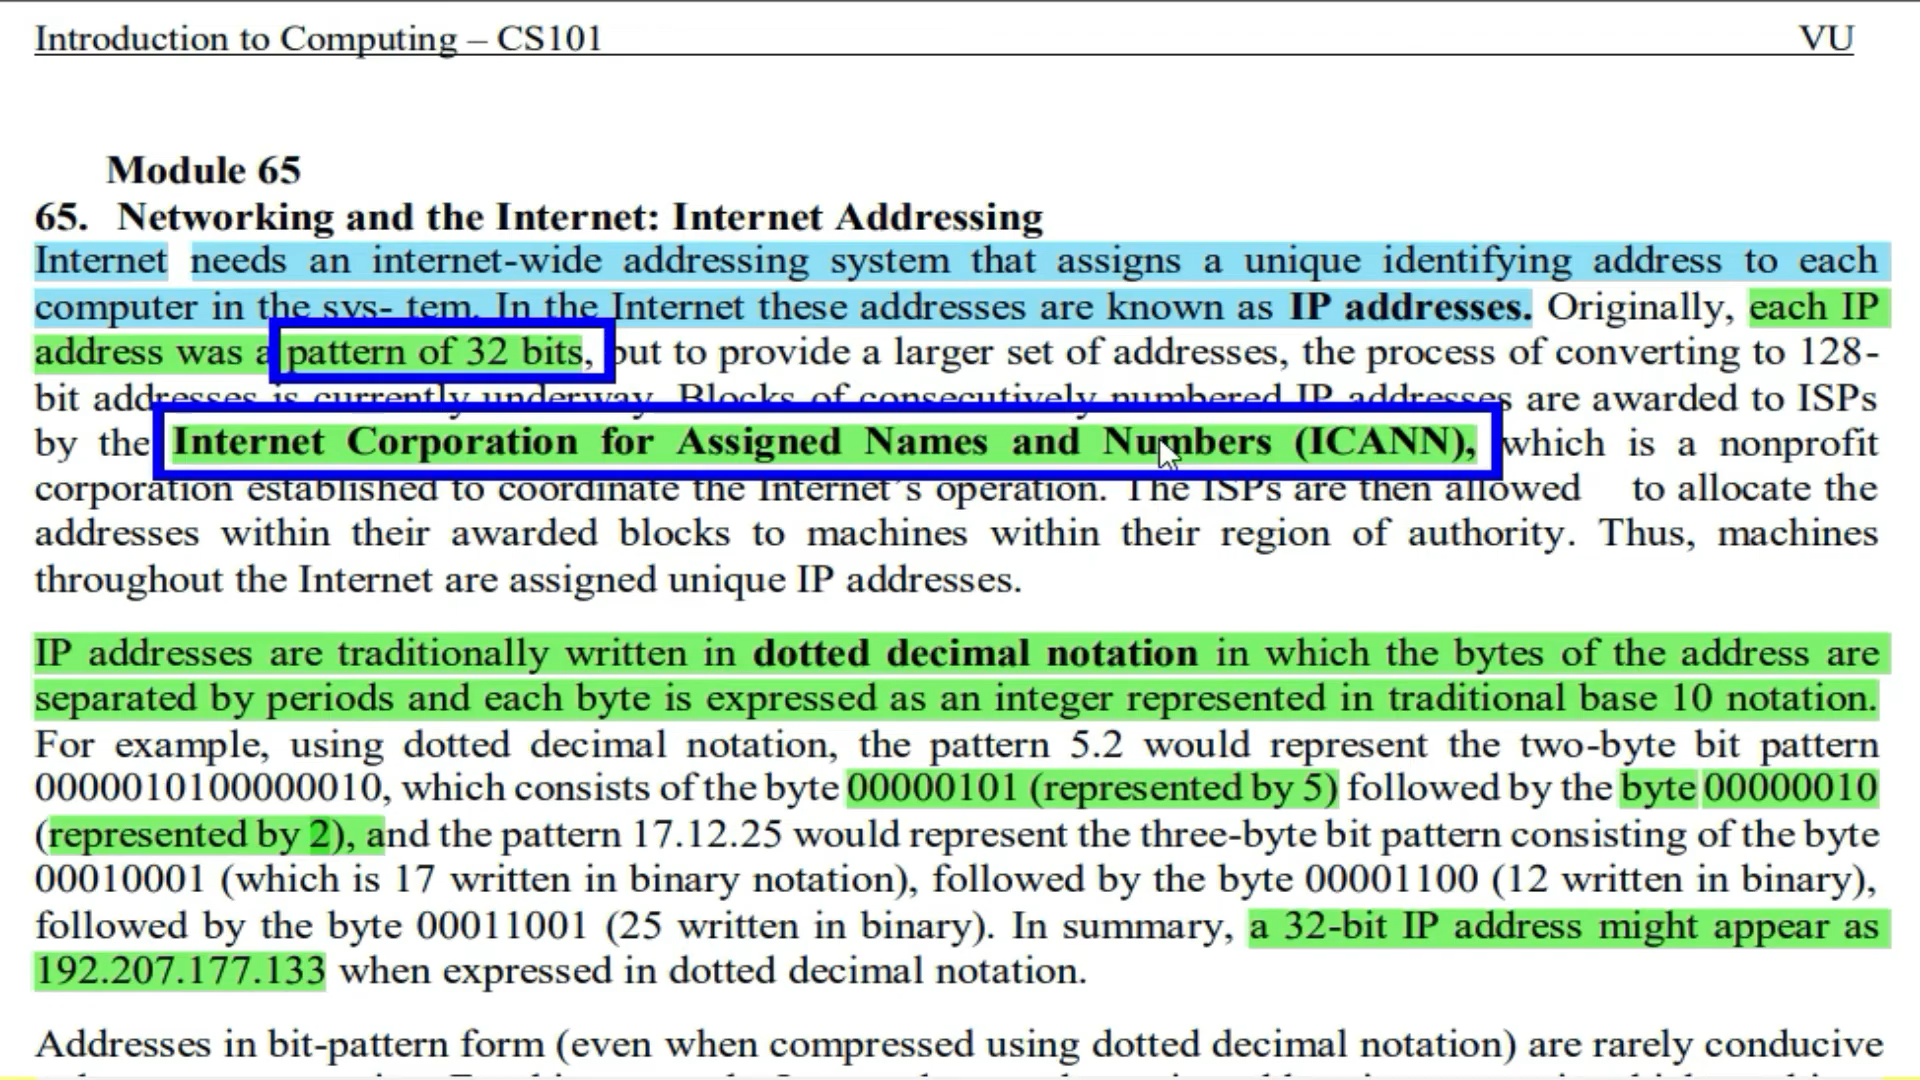 Introduction to Computing – CS101 VU
Module 65
65. Networking and the Internet: Internet Addressing
Internet needs an internet-wide addressing system that assigns a unique identifying address to each
computer in the sys- tem. In the Internet these addresses are known as IP addresses. Originally, each IP
address was a pattern of 32 bits, but to provide a larger set of addresses, the process of converting to 128-
bit addresses is currently underway. Blocks of consecutively numbered IP addresses are awarded to ISPs
by the Internet Corporation for Assigned Names and Numbers (ICANN), which is a nonprofit
corporation established to coordinate the Internet's operation. The ISPs are then allowed to allocate the
addresses within their awarded blocks to machines within their region of authority. Thus, machines
throughout the Internet are assigned unique IP addresses.
IP addresses are traditionally written in dotted decimal notation in which the bytes of the address are
separated by periods and each byte is expressed as an integer represented in traditional base 10 notation.
For example, using dotted decimal notation, the pattern 5.2 would represent the two-byte bit pattern
0000010100000010, which consists of the byte 00000101 (represented by 5) followed by the byte 00000010
(represented by 2), and the pattern 17.12.25 would represent the three-byte bit pattern consisting of the byte
00010001 (which is 17 written in binary notation), followed by the byte 00001100 (12 written in binary),
followed by the byte 00011001 (25 written in binary). In summary, a 32-bit IP address might appear as
192.207.177.133 when expressed in dotted decimal notation.
Addresses in bit-pattern form (even when compressed using dotted decimal notation) are rarely conducive